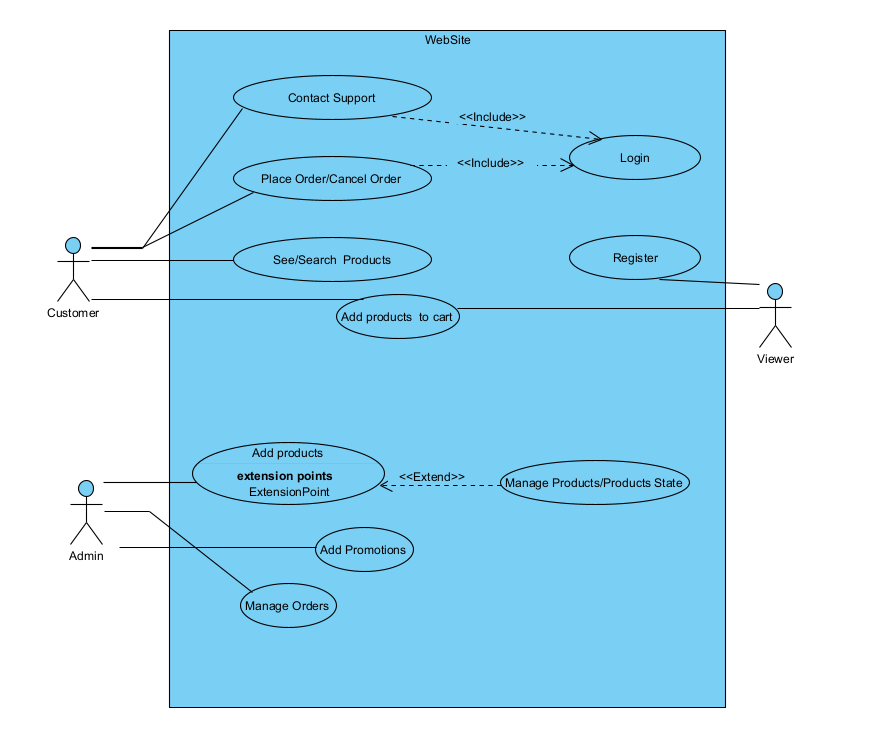 WebSite
Contact Support
<<Include>>
Login
Place Order/Cancel Order
<<Include>>
See/Search  Products
Register
Customer
Add products  to cart
Viewer
Add products
extension points
ExtensionPoint
<<Extend>>
Manage Products/Products State
Admin
Add Promotions
Manage Orders